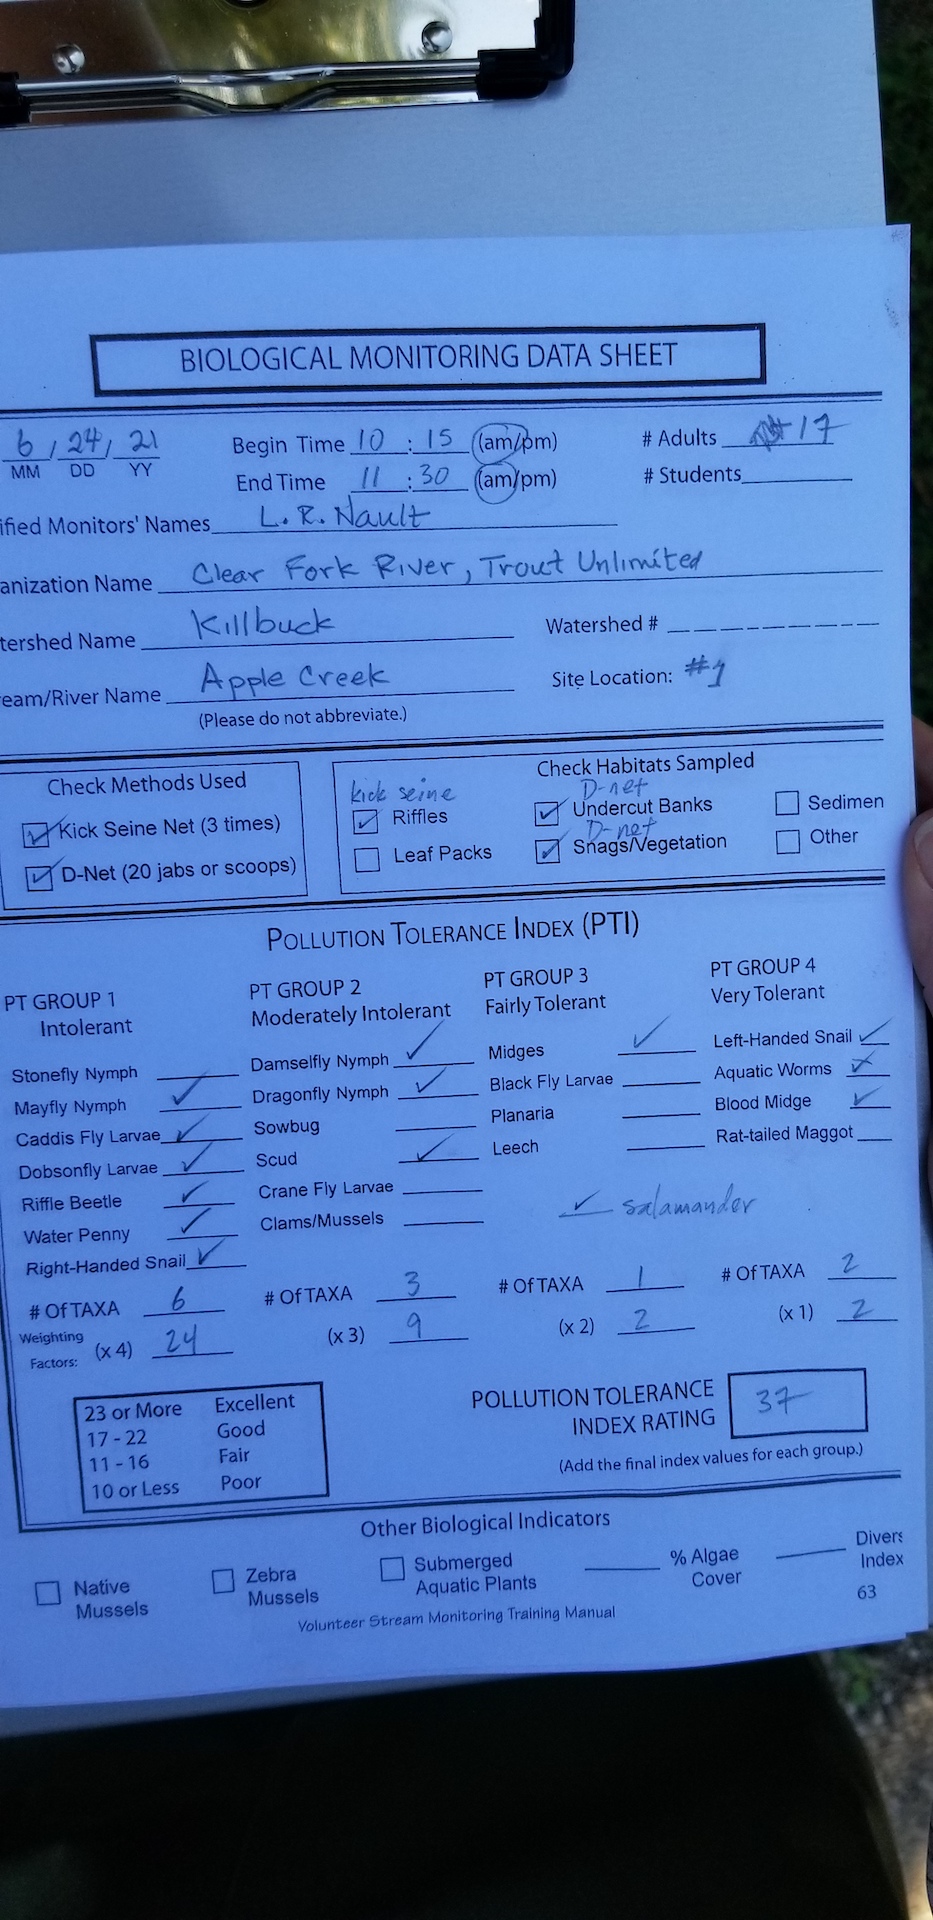 BIOLOGICAL MONITORING DATA SHEET
6 / 24 / 21 Begin Time 10 : 15 (am/pm) # Adults 17
MM DD YY End Time 11 : 30 (am/pm) # Students
ified Monitors' Names L. R. Nault
anization Name Clear Fork River, Trout Unlimited
tershed Name Killbuck Watershed #
eam/River Name Apple Creek Site Location: #1
(Please do not abbreviate.)
Check Methods Used
✓ Kick Seine Net (3 times)
✓ D-Net (20 jabs or scoops)
Check Habitats Sampled
kick seine D-net
✓ Riffles ✓ Undercut Banks Sedimen
D-net
Leaf Packs ✓ Snags/Vegetation Other
POLLUTION TOLERANCE INDEX (PTI)
PT GROUP 1
Intolerant
Stonefly Nymph
Mayfly Nymph ✓
Caddis Fly Larvae ✓
Dobsonfly Larvae ✓
Riffle Beetle ✓
Water Penny ✓
Right-Handed Snail ✓
# Of TAXA 6
Weighting Factors: (x 4) 24
PT GROUP 2
Moderately Intolerant
Damselfly Nymph ✓
Dragonfly Nymph ✓
Sowbug
Scud ✓
Crane Fly Larvae
Clams/Mussels
# Of TAXA 3
(x 3) 9
PT GROUP 3
Fairly Tolerant
Midges ✓
Black Fly Larvae
Planaria
Leech
✓ salamander
# Of TAXA 1
(x 2) 2
PT GROUP 4
Very Tolerant
Left-Handed Snail ✓
Aquatic Worms
Blood Midge ✓
Rat-tailed Maggot
# Of TAXA 2
(x 1) 2
23 or More Excellent
17 - 22 Good
11 - 16 Fair
10 or Less Poor
POLLUTION TOLERANCE
INDEX RATING 37
(Add the final index values for each group.)
Other Biological Indicators
Native Mussels
Zebra Mussels
Submerged Aquatic Plants
% Algae Cover
Divers
Index
63
Volunteer Stream Monitoring Training Manual